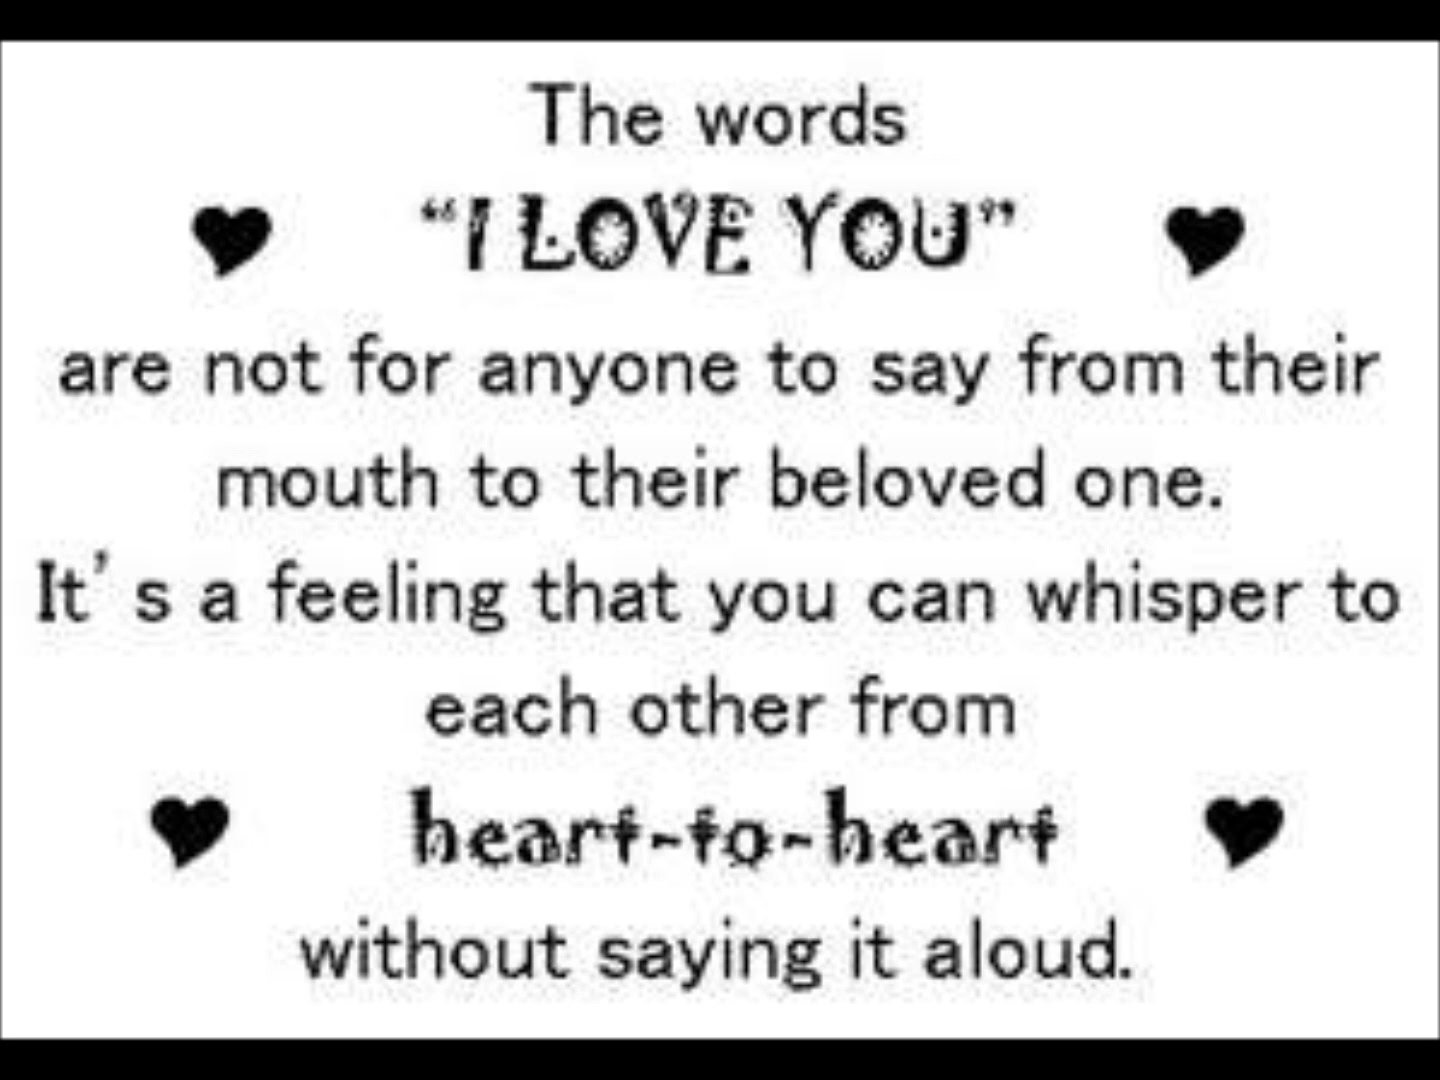 The words
“I LOVE YOU”
are not for anyone to say from their
mouth to their beloved one.
It’s a feeling that you can whisper to
each other from
heart-to-heart
without saying it aloud.